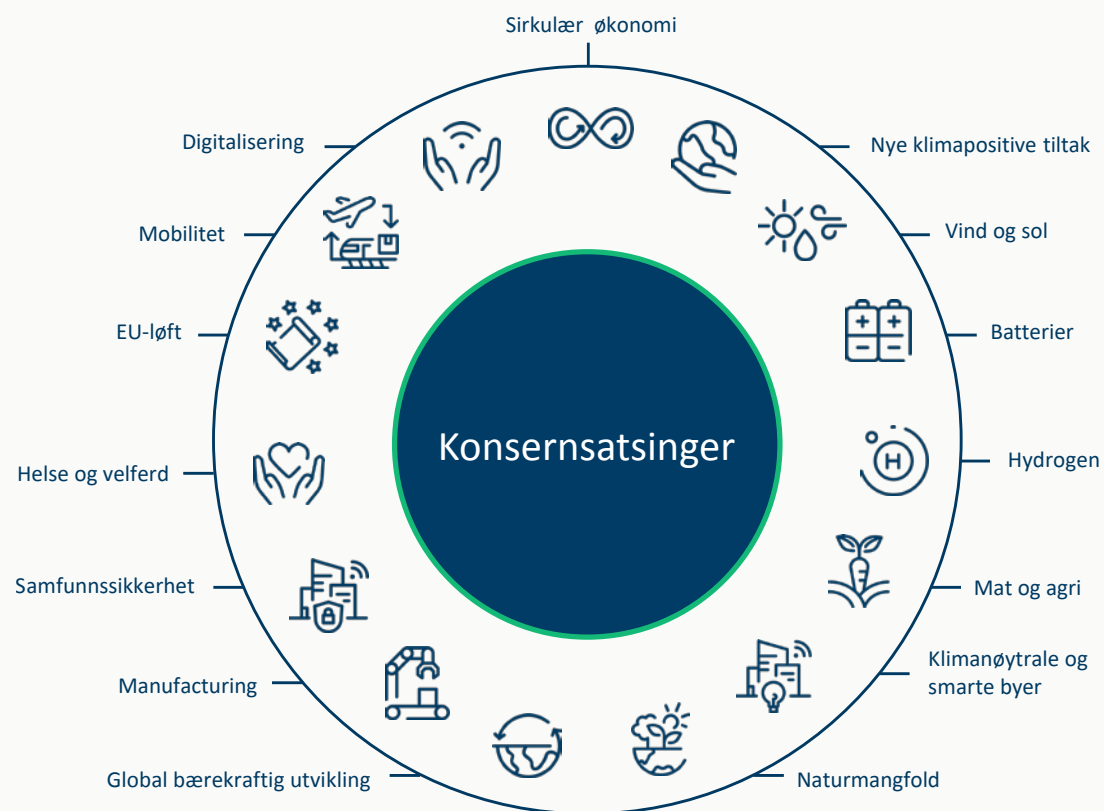 Sirkulær økonomi
Digitalisering
Nye klimapositive tiltak
Mobilitet
Vind og sol
EU-løft
Batterier
Konsernsatsinger
Helse og velferd
Hydrogen
H
Samfunnssikkerhet
Mat og agri
Klimanøytrale og
smarte byer
Manufacturing
Global bærekraftig utvikling
Naturmangfold